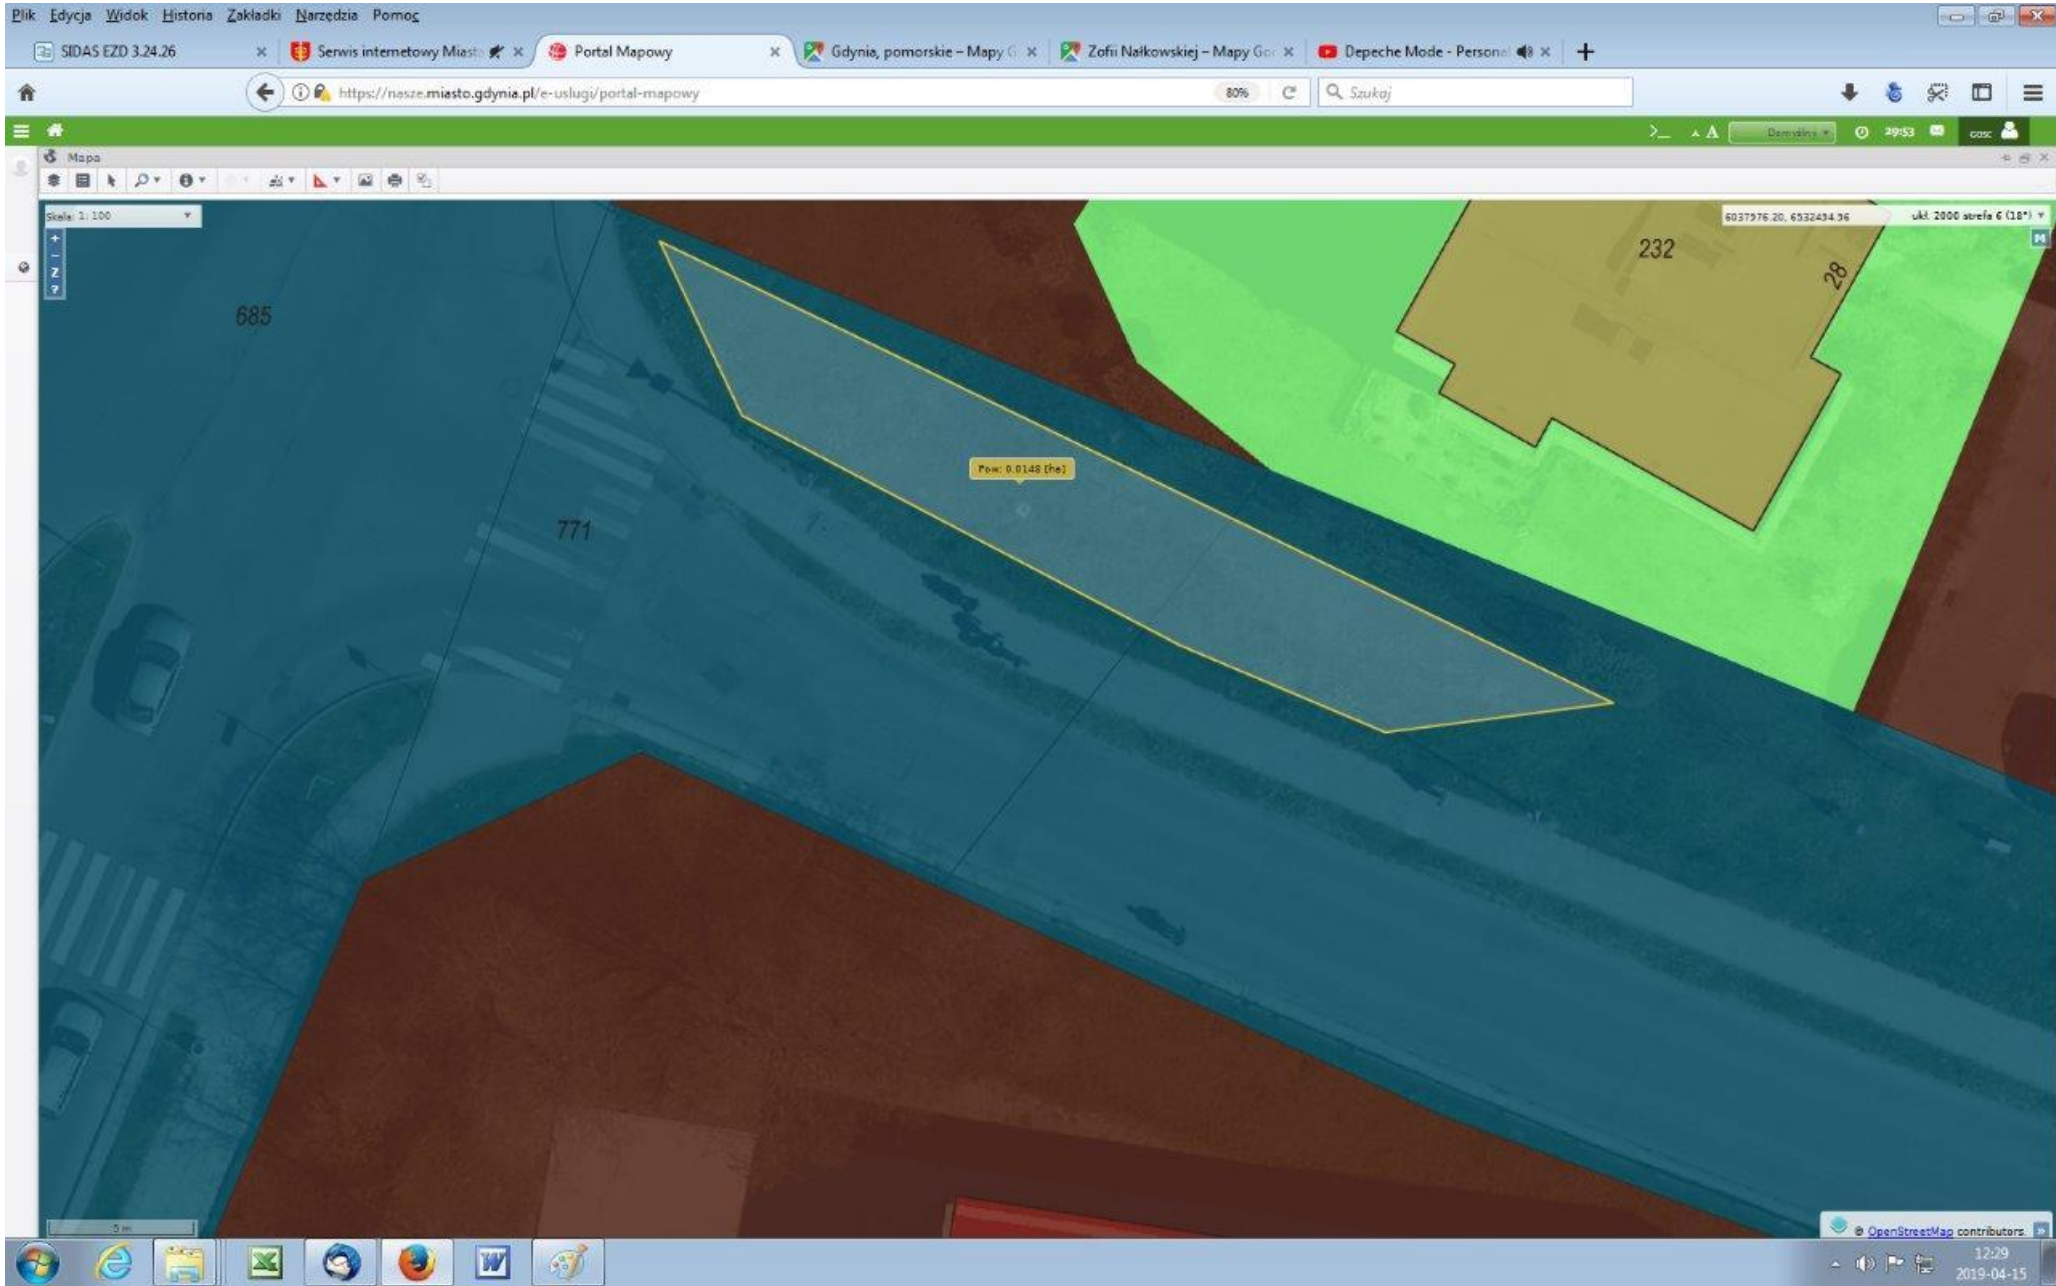 Plik Edycja Widok Historia Zakładki Narzędzia Pomoc
SIDAS EZD 3.24.26
Serwis internetowy Miast
Portal Mapowy
Gdynia, pomorskie – Mapy G
Zofii Nałkowskiej – Mapy Goo
Depeche Mode - Persona
https://nasze.miasto.gdynia.pl/e-uslugi/portal-mapowy
80%
Szukaj
A A
Domyślny
29:53
GOSC
Mapa
Skala: 1: 100
6037976.20, 6532434.36
ukł. 2000 strefa 6 (18°)
+
−
Z
?
M
232
28
685
Pow: 0.0148 [ha]
771
5 m
© OpenStreetMap contributors.
12:29
2019-04-15